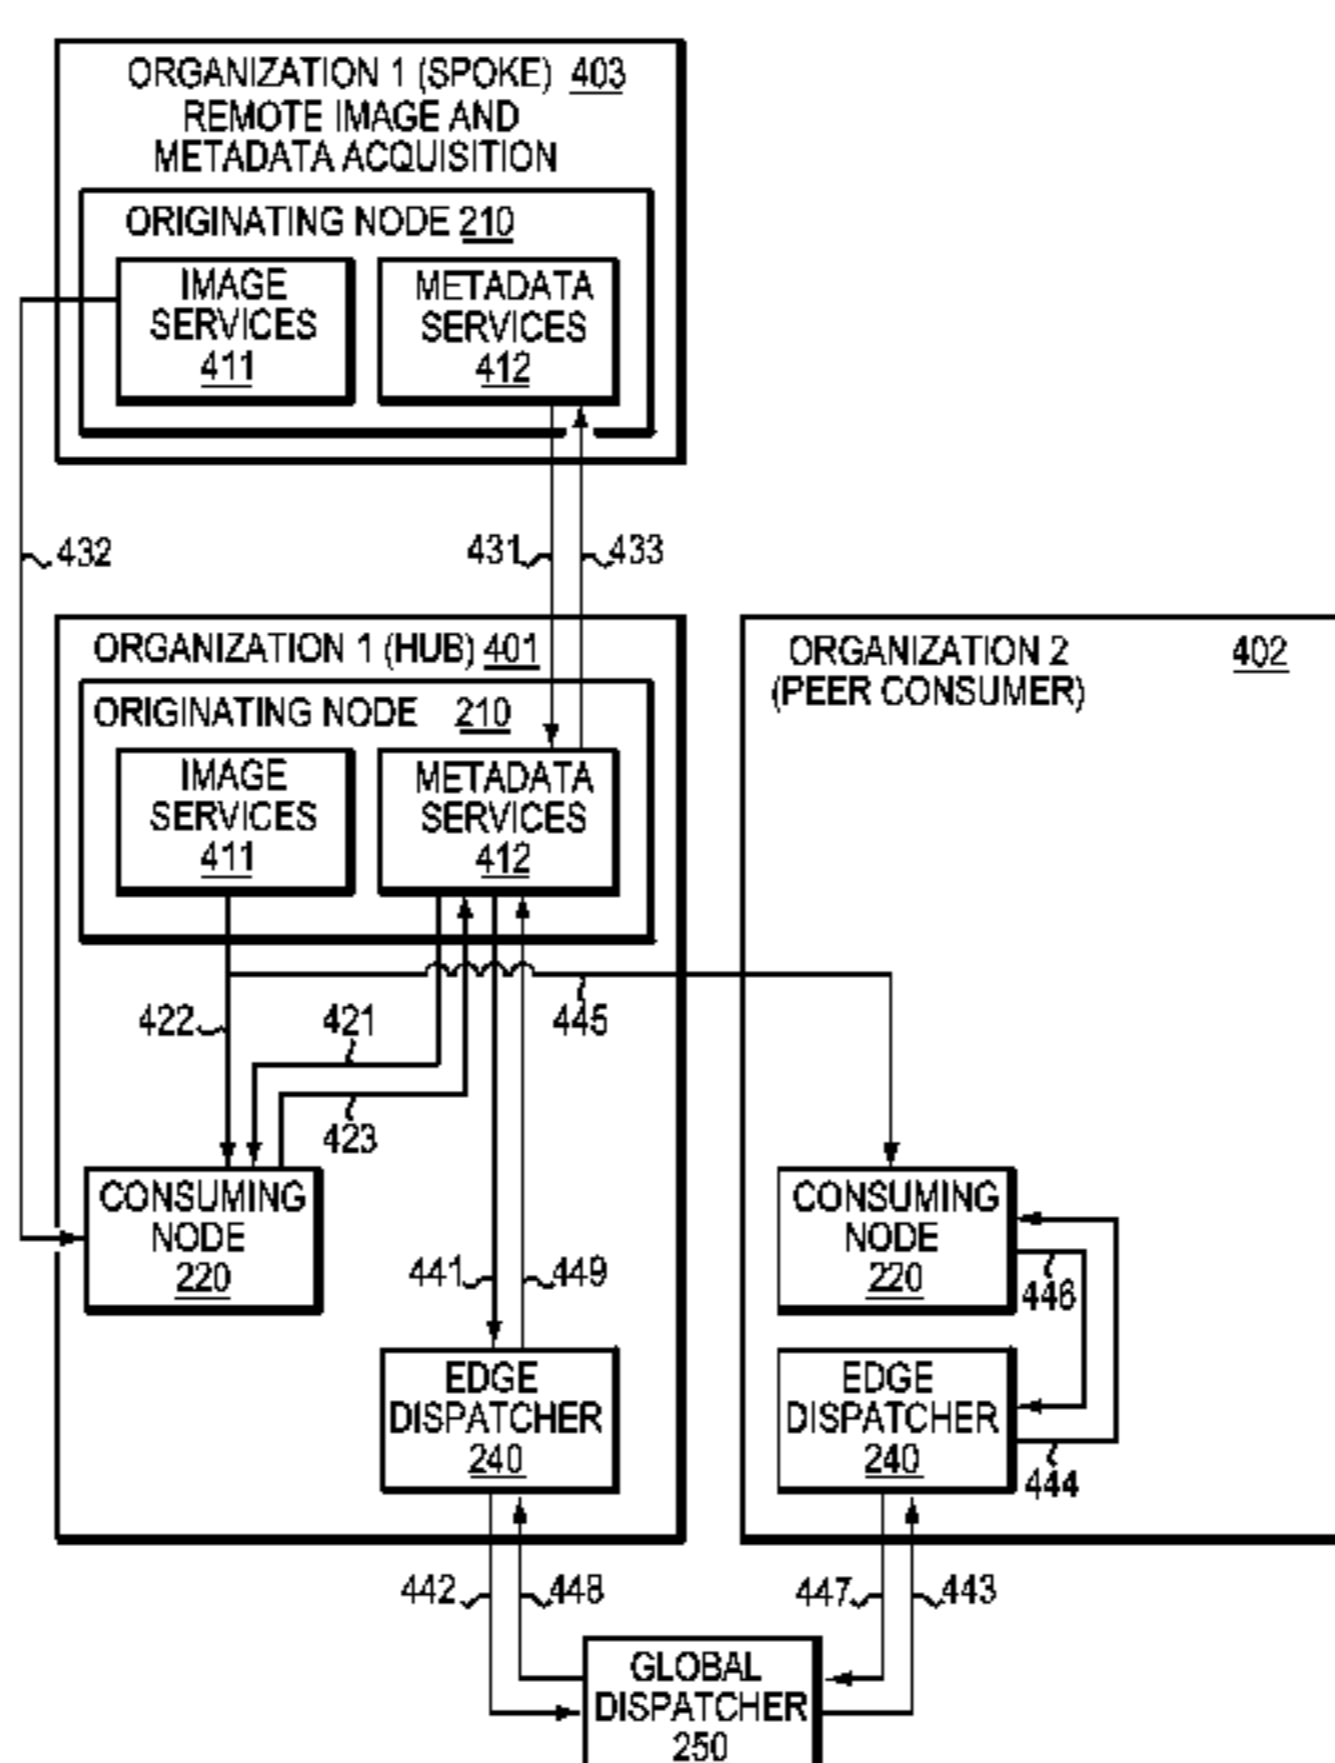 ORGANIZATION 1 (SPOKE) 403
REMOTE IMAGE AND
METADATA ACQUISITION
ORIGINATING NODE 210
IMAGE
SERVICES
411
METADATA
SERVICES
412
432
431
433
ORGANIZATION 1 (HUB) 401
ORIGINATING NODE 210
IMAGE
SERVICES
411
METADATA
SERVICES
412
ORGANIZATION 2 402
(PEER CONSUMER)
422
421
445
423
CONSUMING
NODE
220
441
449
EDGE
DISPATCHER
240
CONSUMING
NODE
220
446
EDGE
DISPATCHER
240
444
442
448
447
443
GLOBAL
DISPATCHER
250